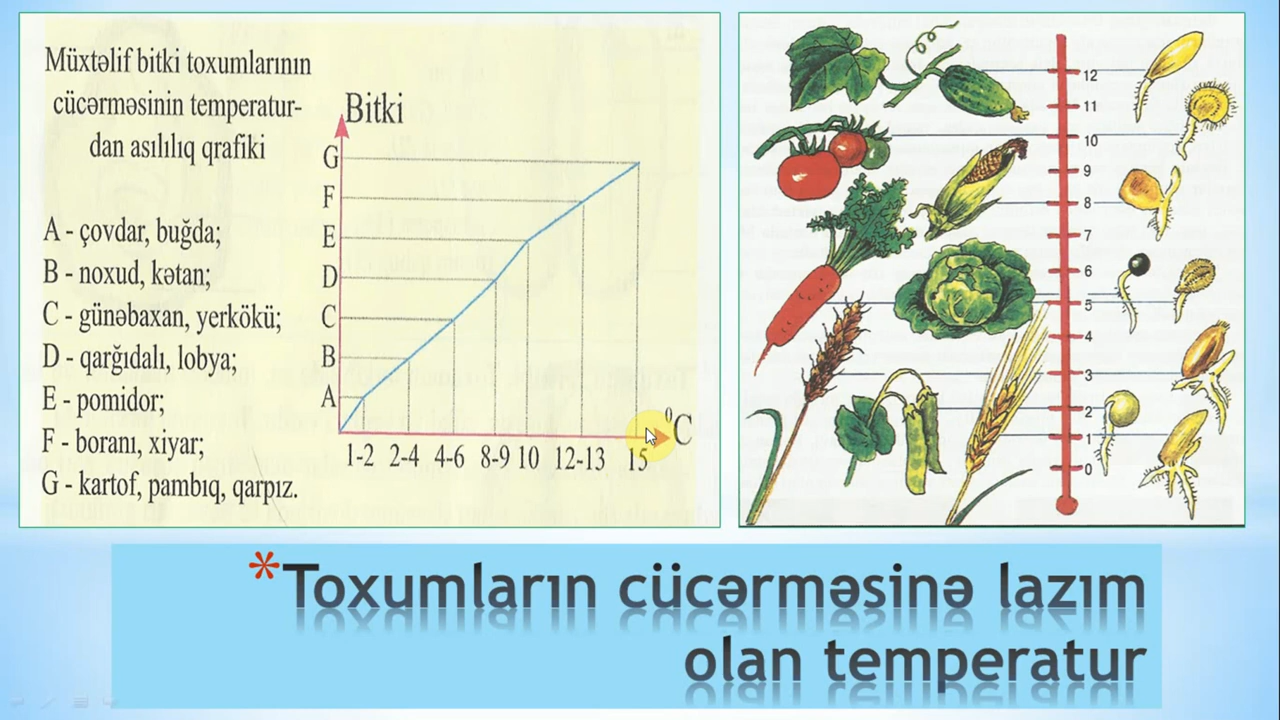 Müxtəlif bitki toxumlarının
cücərməsinin temperatur-
dan asılılıq qrafiki
A - çovdar, buğda;
B - noxud, kətan;
C - günəbaxan, yerkökü;
D - qarğıdalı, lobya;
E - pomidor;
F - boranı, xiyar;
G - kartof, pambıq, qarpız.
Bitki
G
F
E
D
C
B
A
⁰C
1-2 2-4 4-6 8-9 10 12-13 15
12
11
10
9
8
7
6
5
4
3
2
1
0
*Toxumların cücərməsinə lazım
olan temperatur